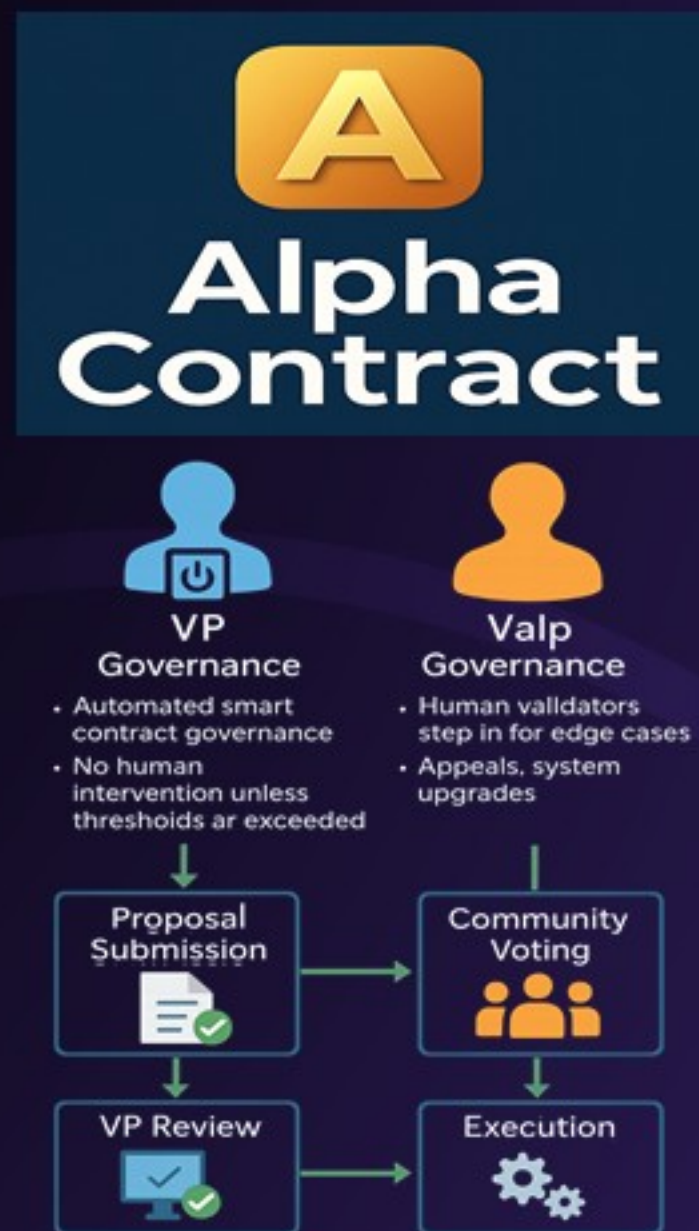 A
Alpha
Contract
VP
Governance
• Automated smart
contract governance
• No human
intervention unless
thresholds ar exceeded
Valp
Governance
• Human valldators
step in for edge cases
• Appeals, system
upgrades
Proposal
Submission
Community
Voting
VP Review
Execution